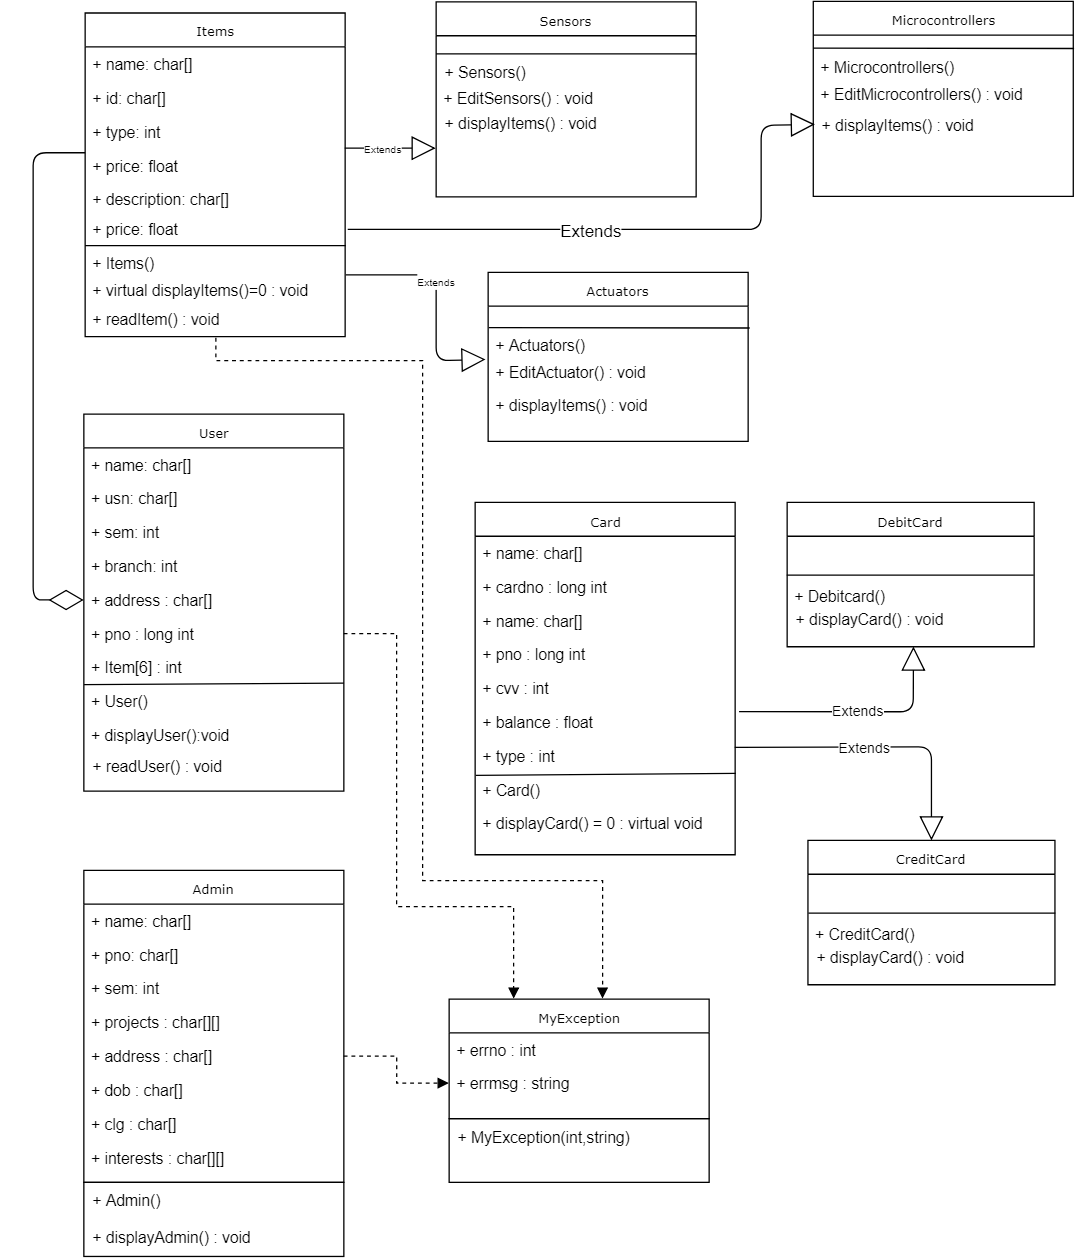 Items
+ name: char[]
+ id: char[]
+ type: int
+ price: float
+ description: char[]
+ price: float
+ Items()
+ virtual displayItems()=0 : void
+ readItem() : void
Sensors
+ Sensors()
+ EditSensors() : void
+ displayItems() : void
Microcontrollers
+ Microcontrollers()
+ EditMicrocontrollers() : void
+ displayItems() : void
Extends
Extends
Extends
Actuators
+ Actuators()
+ EditActuator() : void
+ displayItems() : void
User
+ name: char[]
+ usn: char[]
+ sem: int
+ branch: int
+ address : char[]
+ pno : long int
+ Item[6] : int
+ User()
+ displayUser():void
+ readUser() : void
Card
+ name: char[]
+ cardno : long int
+ name: char[]
+ pno : long int
+ cvv : int
+ balance : float
+ type : int
+ Card()
+ displayCard() = 0 : virtual void
DebitCard
+ Debitcard()
+ displayCard() : void
Extends
Extends
CreditCard
+ CreditCard()
+ displayCard() : void
Admin
+ name: char[]
+ pno: char[]
+ sem: int
+ projects : char[][]
+ address : char[]
+ dob : char[]
+ clg : char[]
+ interests : char[][]
+ Admin()
+ displayAdmin() : void
MyException
+ errno : int
+ errmsg : string
+ MyException(int,string)